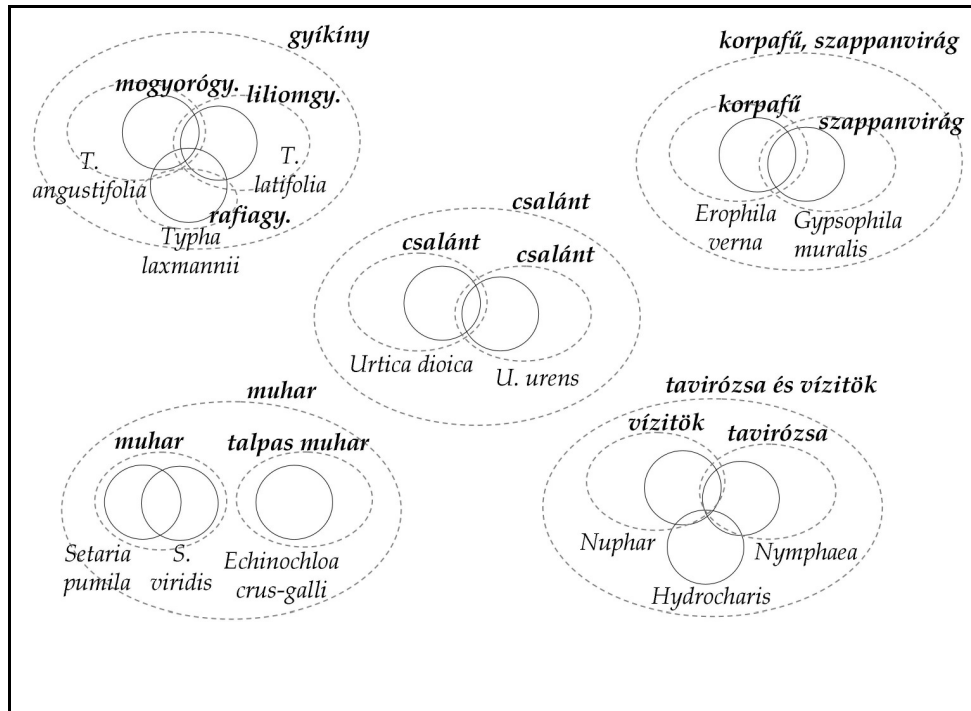 gyíkíny
mogyorógy.
liliomgy.
T.
angustifolia
T.
latifolia
rafiagy.
Typha
laxmannii
korpafű, szappanvirág
korpafű
szappanvirág
Erophila
verna
Gypsophila
muralis
csalánt
csalánt
csalánt
Urtica dioica
U. urens
muhar
muhar
talpas muhar
Setaria
pumila
S.
viridis
Echinochloa
crus-galli
tavirózsa és vízitök
vízitök
tavirózsa
Nuphar
Nymphaea
Hydrocharis